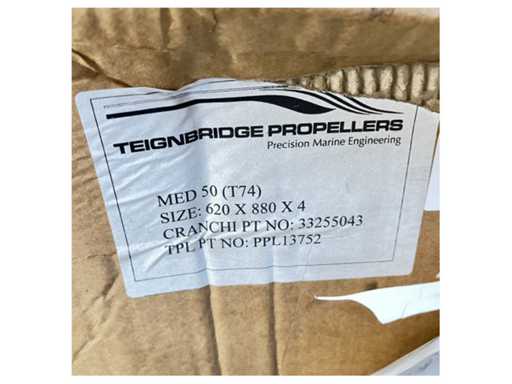 TEIGNBRIDGE PROPELLERS
Precision Marine Engineering
MED 50 (T74)
SIZE: 620 X 880 X 4
CRANCHI PT NO: 33255043
TPL PT NO: PPL13752